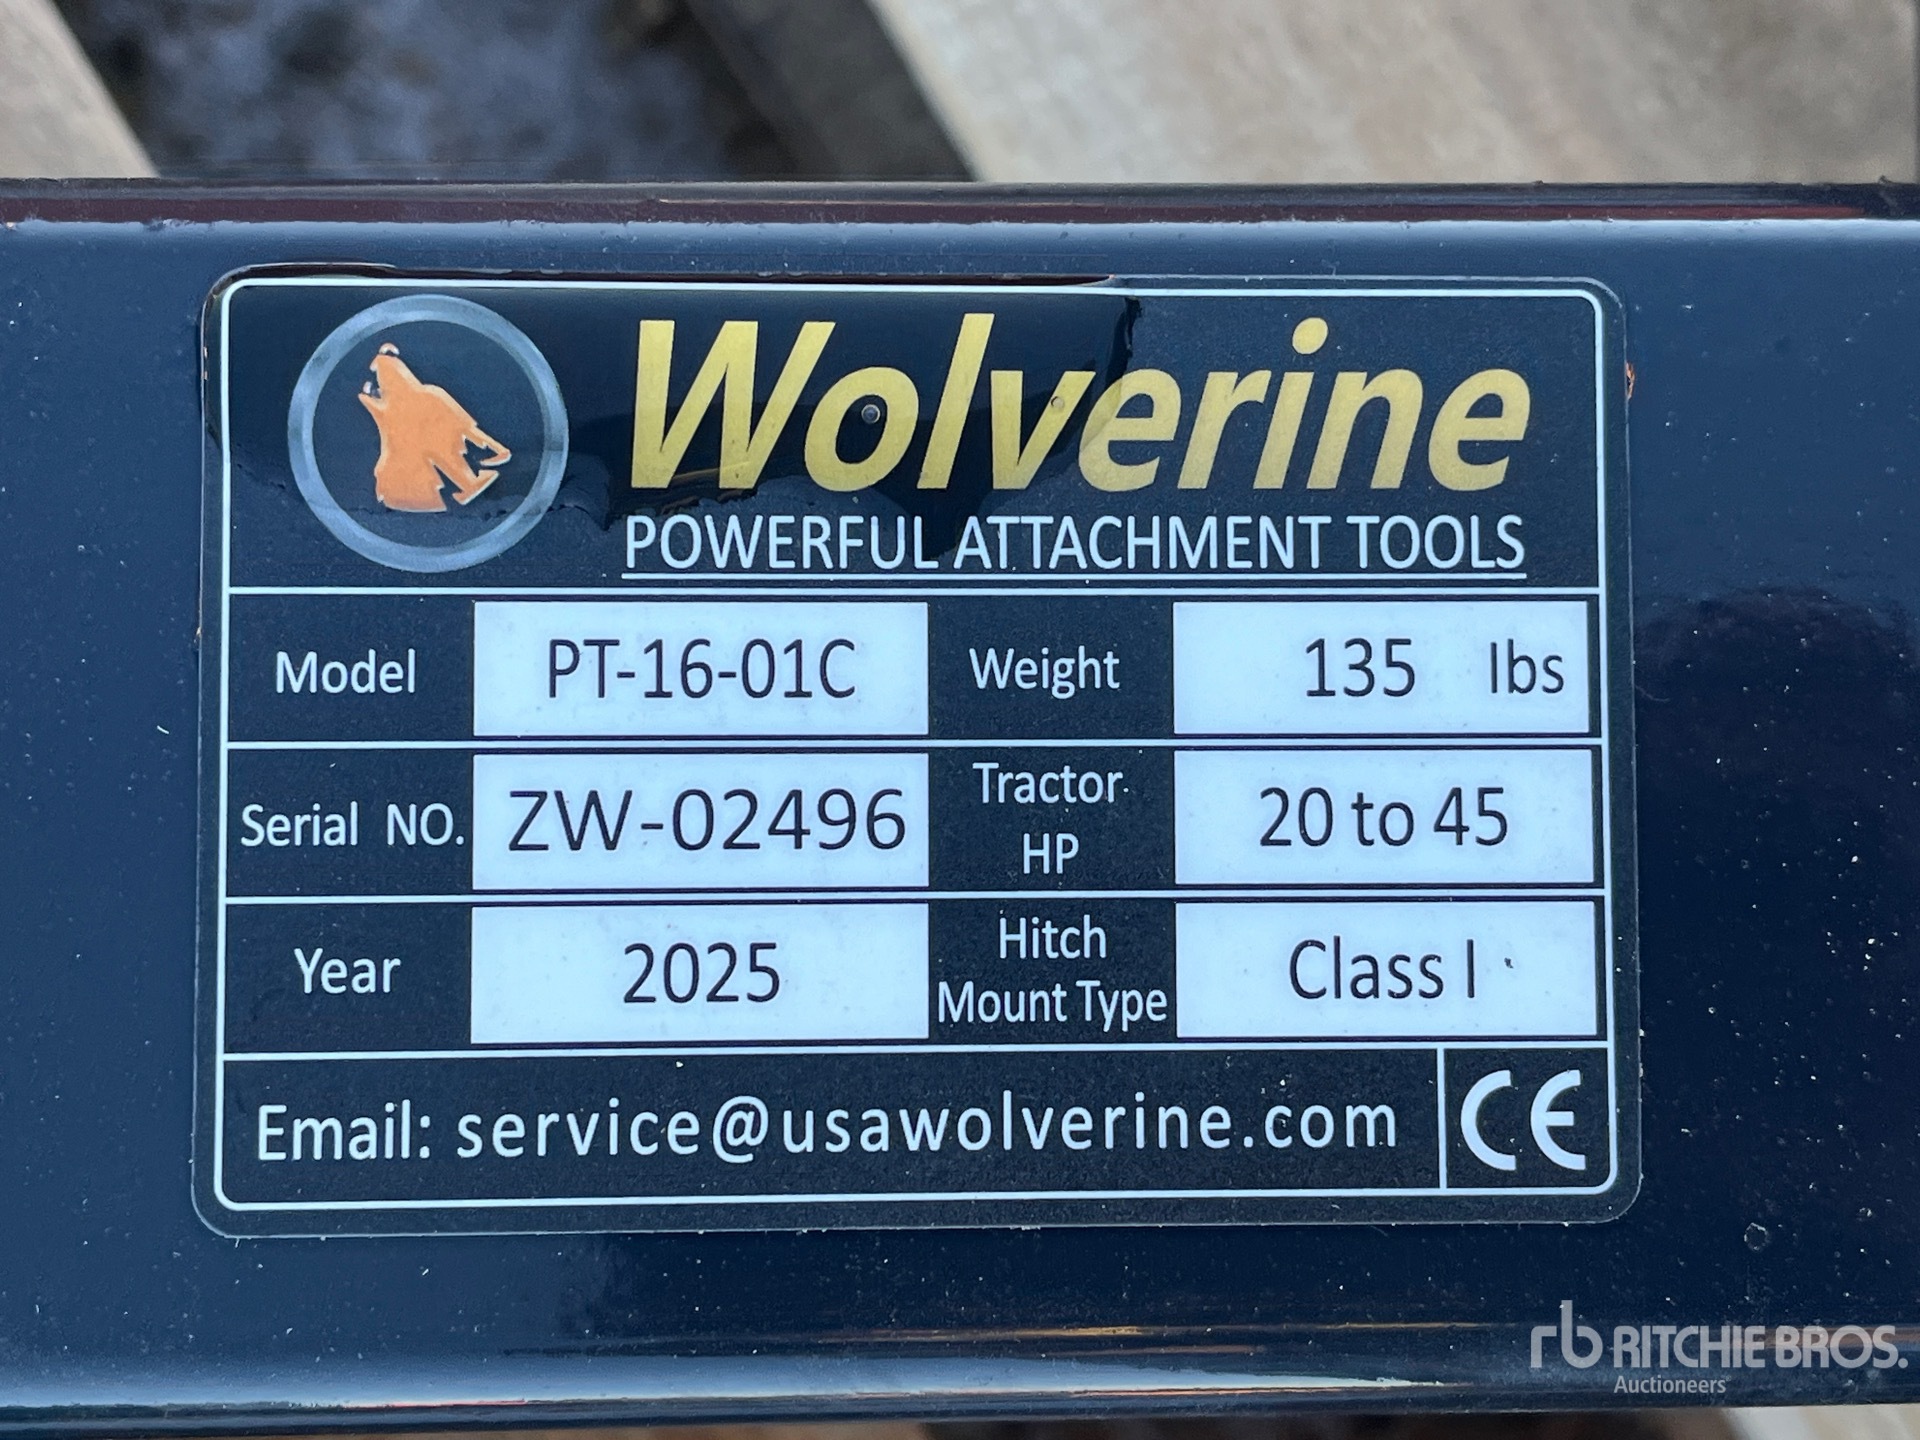 Wolverine
POWERFUL ATTACHMENT TOOLS
Model PT-16-01C Weight 135 lbs
Serial NO. ZW-02496 Tractor HP 20 to 45
Year 2025 Hitch Mount Type Class I
Email: service@usawolverine.com CE
rb RITCHIE BROS.
Auctioneers